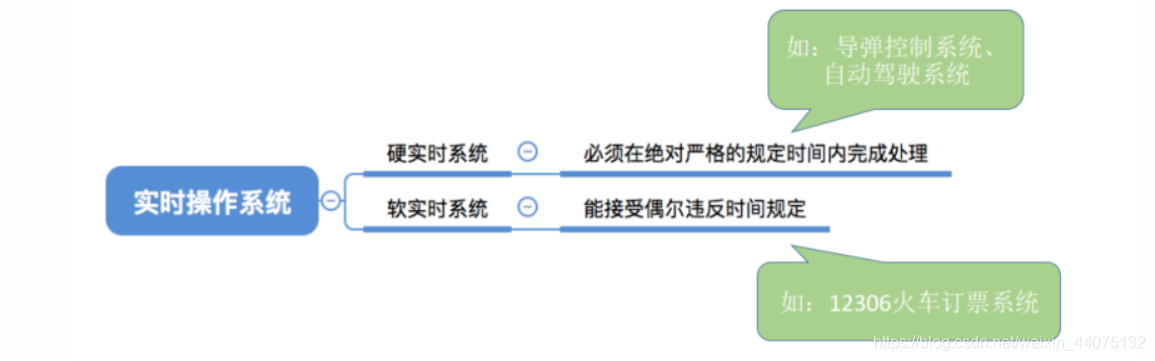 如：导弹控制系统、
自动驾驶系统
硬实时系统
必须在绝对严格的规定时间内完成处理
实时操作系统
软实时系统
能接受偶尔违反时间规定
如：12306火车订票系统
https://blog.csdn.net/weixin_44075132